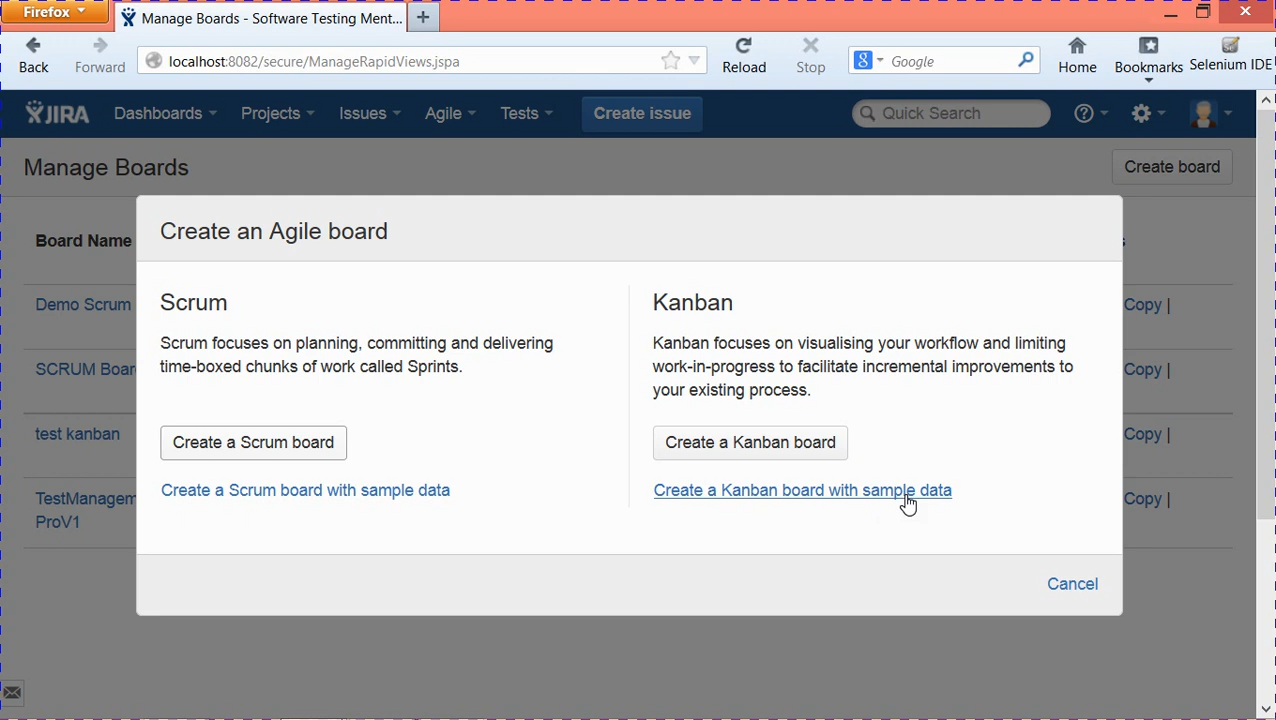 Firefox
Manage Boards - Software Testing Ment...
Back
Forward
localhost:8082/secure/ManageRapidViews.jspa
Reload
Stop
Google
Home
Bookmarks
Selenium IDE
JIRA
Dashboards
Projects
Issues
Agile
Tests
Create issue
Quick Search
Manage Boards
Create board
Create an Agile board
Board Name
Scrum
Kanban
Demo Scrum
Copy |
Scrum focuses on planning, committing and delivering
time-boxed chunks of work called Sprints.
Kanban focuses on visualising your workflow and limiting
work-in-progress to facilitate incremental improvements to
your existing process.
SCRUM Boar
Copy |
test kanban
Copy |
Create a Scrum board
Create a Kanban board
Create a Scrum board with sample data
Create a Kanban board with sample data
TestManagem
ProV1
Copy |
Cancel